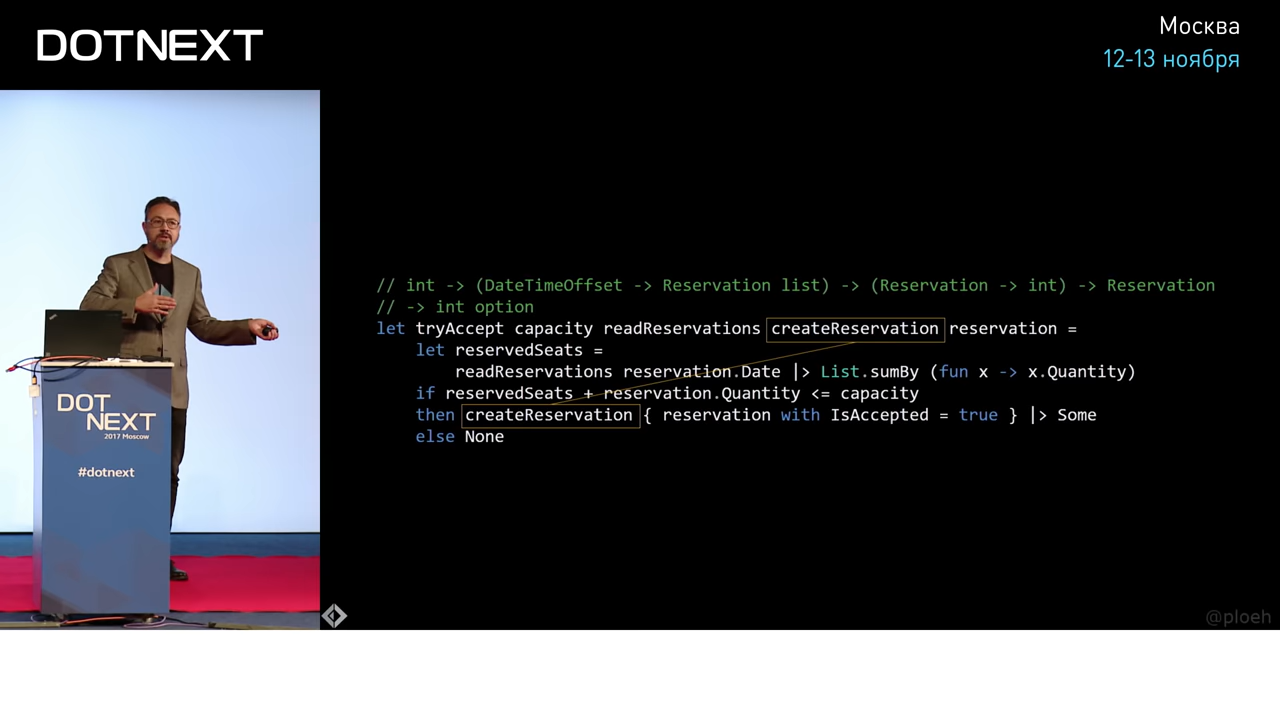 DOTNEXT
Москва
12-13 ноября
// int -> (DateTimeOffset -> Reservation list) -> (Reservation -> int) -> Reservation
// -> int option
let tryAccept capacity readReservations createReservation reservation =
    let reservedSeats =
        readReservations reservation.Date |> List.sumBy (fun x -> x.Quantity)
    if reservedSeats + reservation.Quantity <= capacity
    then createReservation { reservation with IsAccepted = true } |> Some
    else None
DOT
NEXT
2017 Moscow
#dotnext
@ploeh